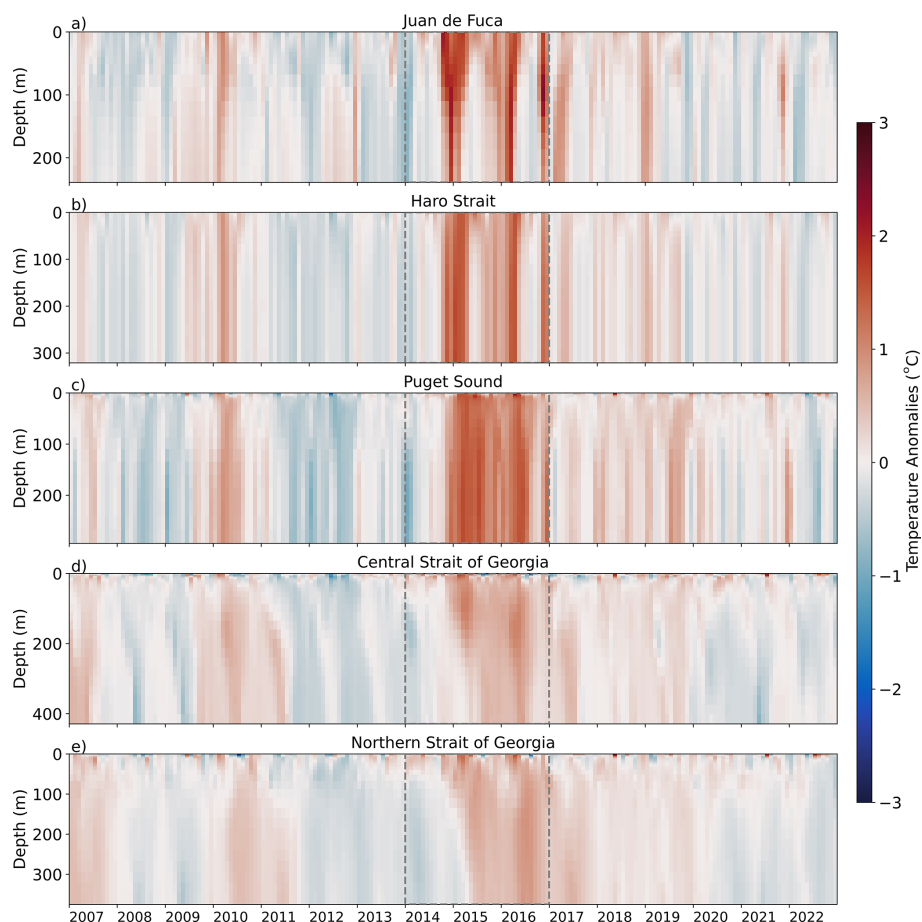 a)
Juan de Fuca
0
100
200
Depth (m)
b)
Haro Strait
0
100
200
300
Depth (m)
c)
Puget Sound
0
100
200
Depth (m)
d)
Central Strait of Georgia
0
200
400
Depth (m)
e)
Northern Strait of Georgia
0
100
200
300
Depth (m)
2007 2008 2009 2010 2011 2012 2013 2014 2015 2016 2017 2018 2019 2020 2021 2022
3
2
1
0
−1
−2
−3
Temperature Anomalies (°C)